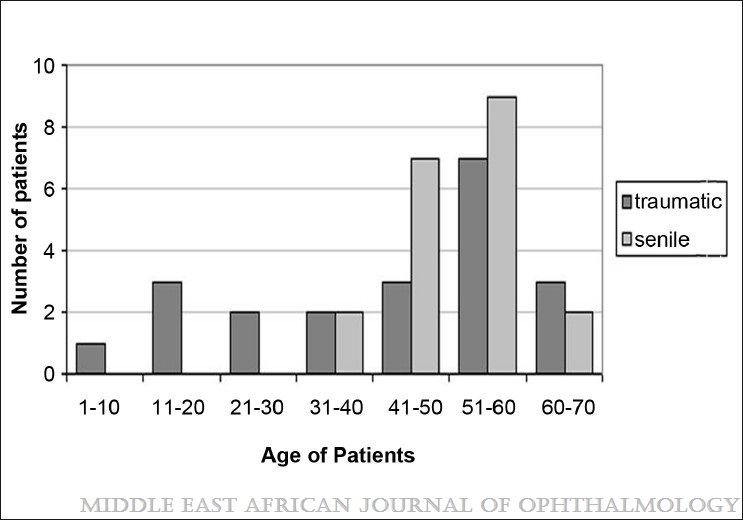 10
8
6
4
2
0
Number of patients
1-10 11-20 21-30 31-40 41-50 51-60 60-70
Age of Patients
traumatic
senile
MIDDLE EAST AFRICAN JOURNAL OF OPHTHALMOLOGY